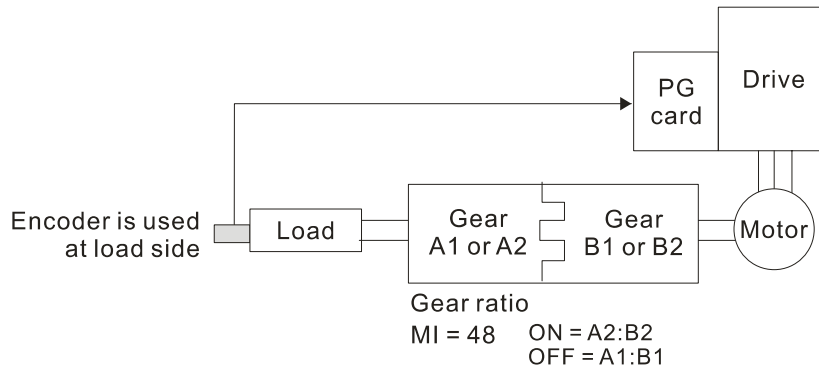 Drive
PG
card
Encoder is used
at load side
Load
Gear
A1 or A2
Gear
B1 or B2
Motor
Gear ratio
MI = 48 ON = A2:B2
OFF = A1:B1